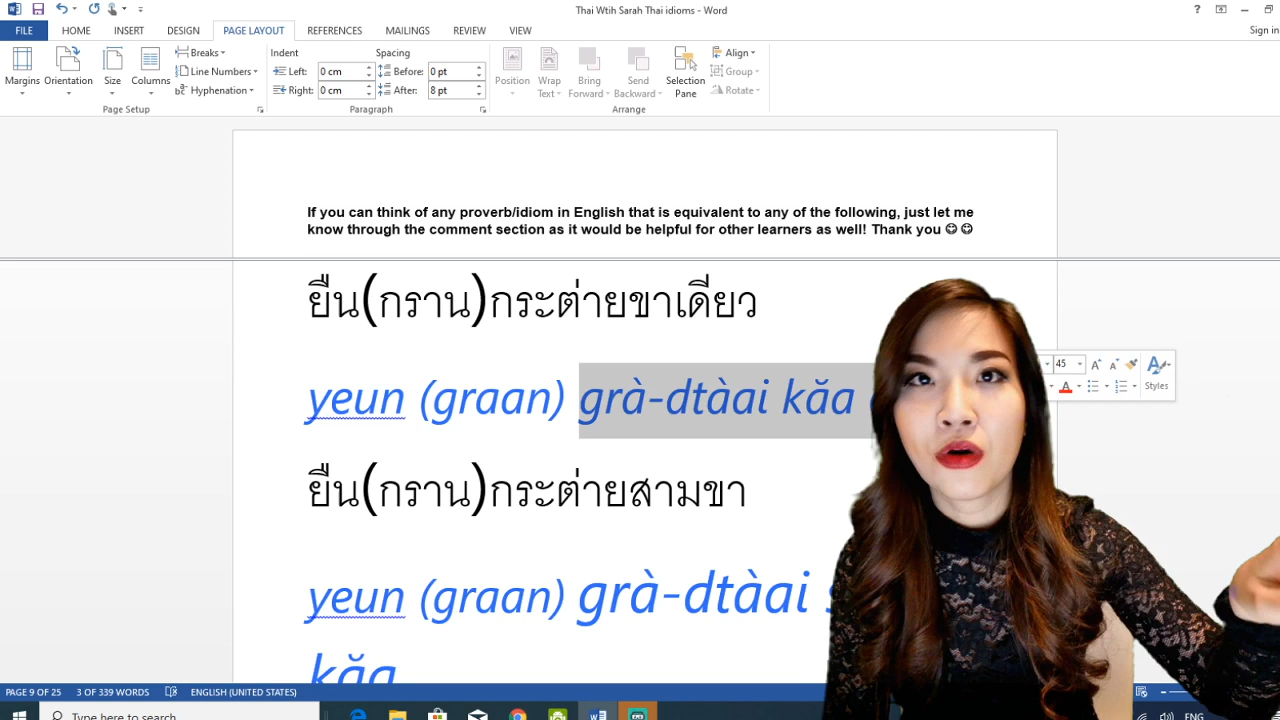 Thai Wtih Sarah Thai idioms - Word
?
FILE HOME INSERT DESIGN PAGE LAYOUT REFERENCES MAILINGS REVIEW VIEW
Sign in
Margins Orientation Size Columns
Breaks
Line Numbers
Hyphenation
Page Setup
Indent Spacing
Left: 0 cm Before: 0 pt
Right: 0 cm After: 8 pt
Paragraph
Position Wrap Text Bring Forward Send Backward Selection Pane
Align
Group
Rotate
Arrange
If you can think of any proverb/idiom in English that is equivalent to any of the following, just let me
know through the comment section as it would be helpful for other learners as well! Thank you 😊 😊
ยืน(กราน)กระต่ายขาเดียว
45
Styles
yeun (graan) grà-dtàai kăa
ยืน(กราน)กระต่ายสามขา
yeun (graan) grà-dtàai
kăa
PAGE 9 OF 25 3 OF 339 WORDS ENGLISH (UNITED STATES)
Type here to search
ENG